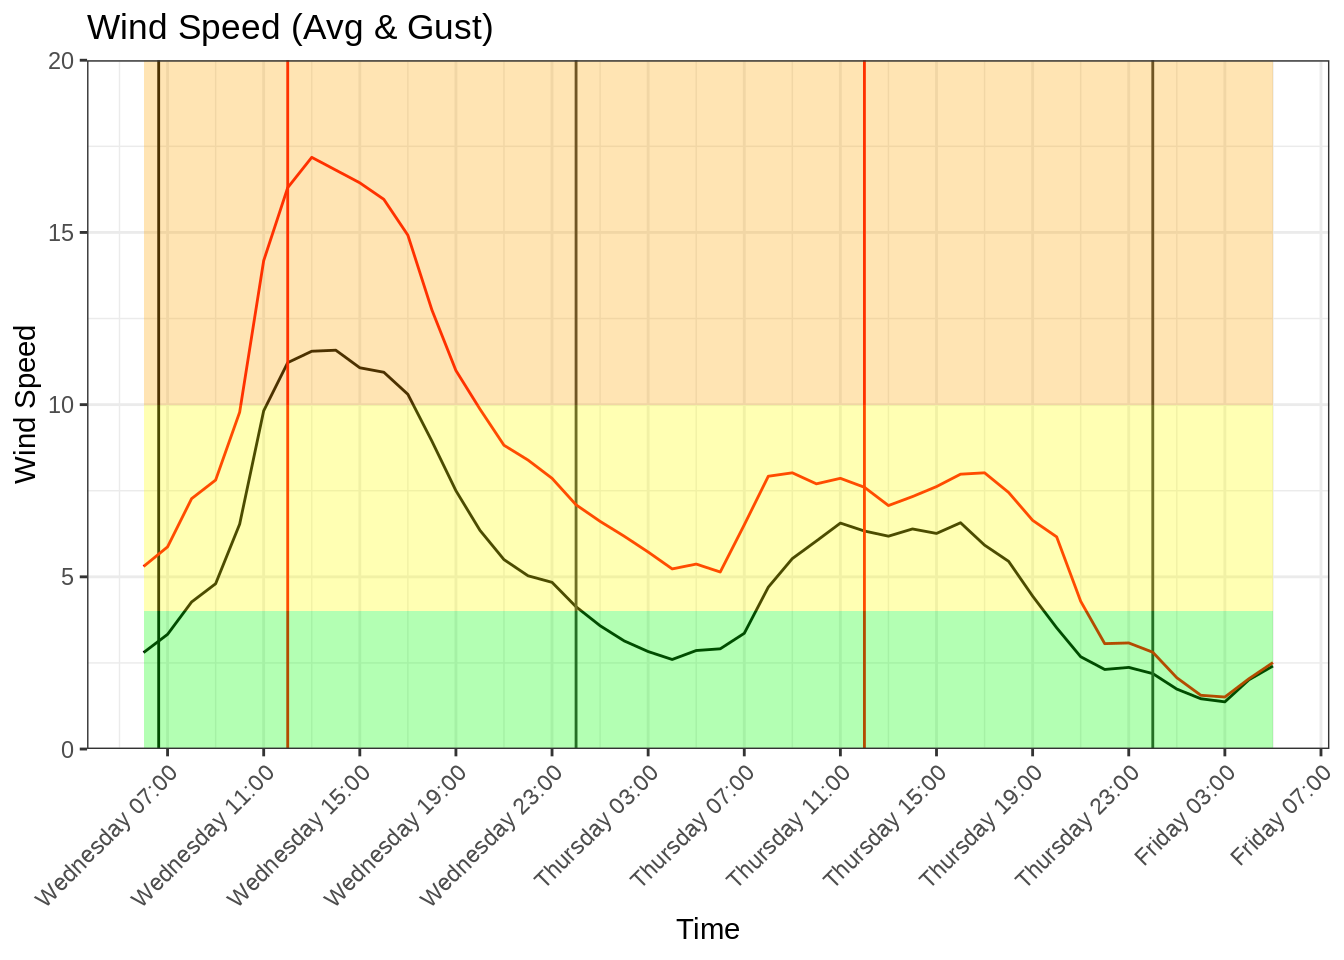 Wind Speed (Avg & Gust)
Wind Speed
20
15
10
5
0
Wednesday 07:00
Wednesday 11:00
Wednesday 15:00
Wednesday 19:00
Wednesday 23:00
Thursday 03:00
Thursday 07:00
Thursday 11:00
Thursday 15:00
Thursday 19:00
Thursday 23:00
Friday 03:00
Friday 07:00
Time